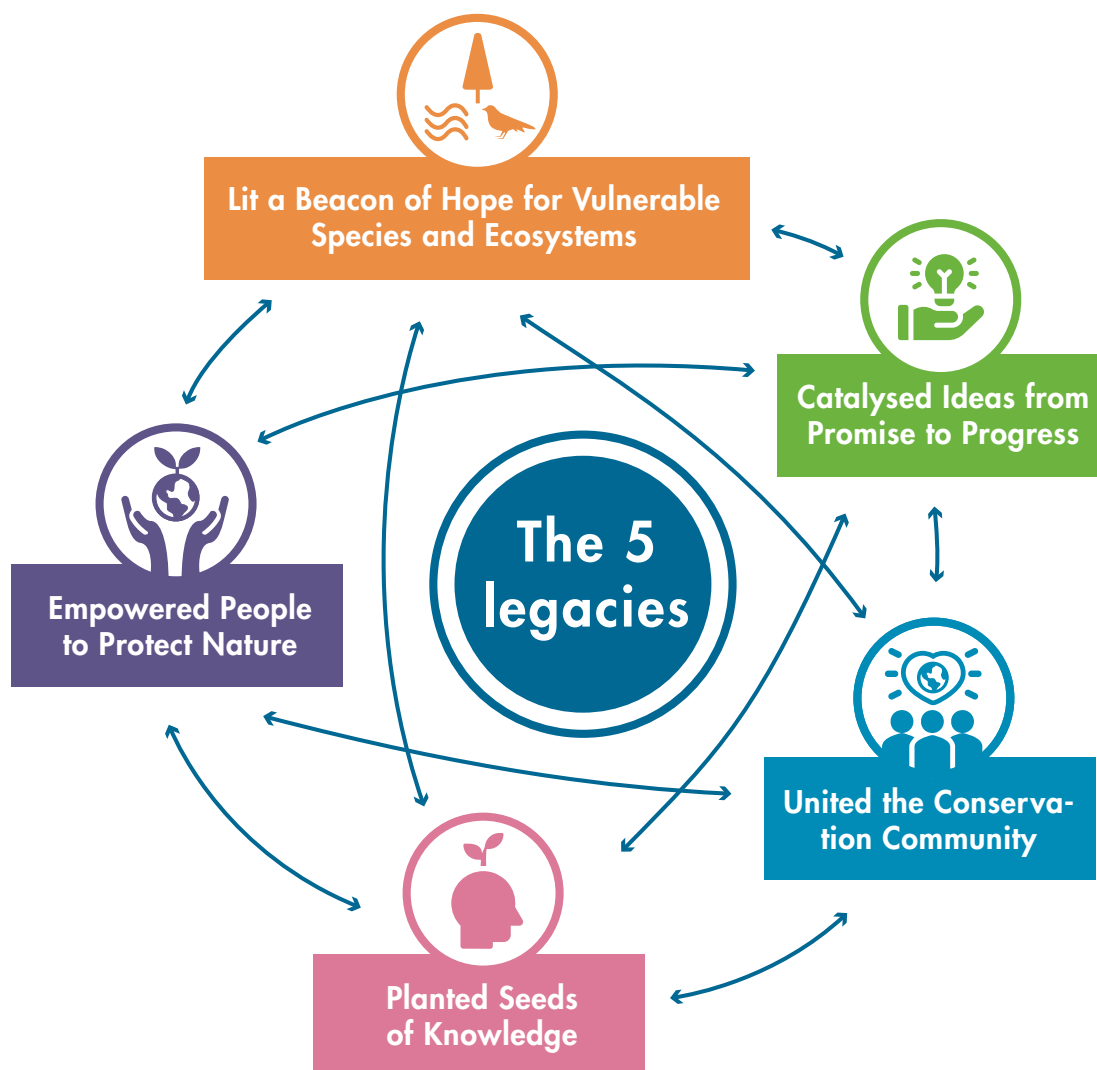 Lit a Beacon of Hope for Vulnerable
Species and Ecosystems
Catalysed Ideas from
Promise to Progress
The 5
legacies
Empowered People
to Protect Nature
United the Conserva-
tion Community
Planted Seeds
of Knowledge